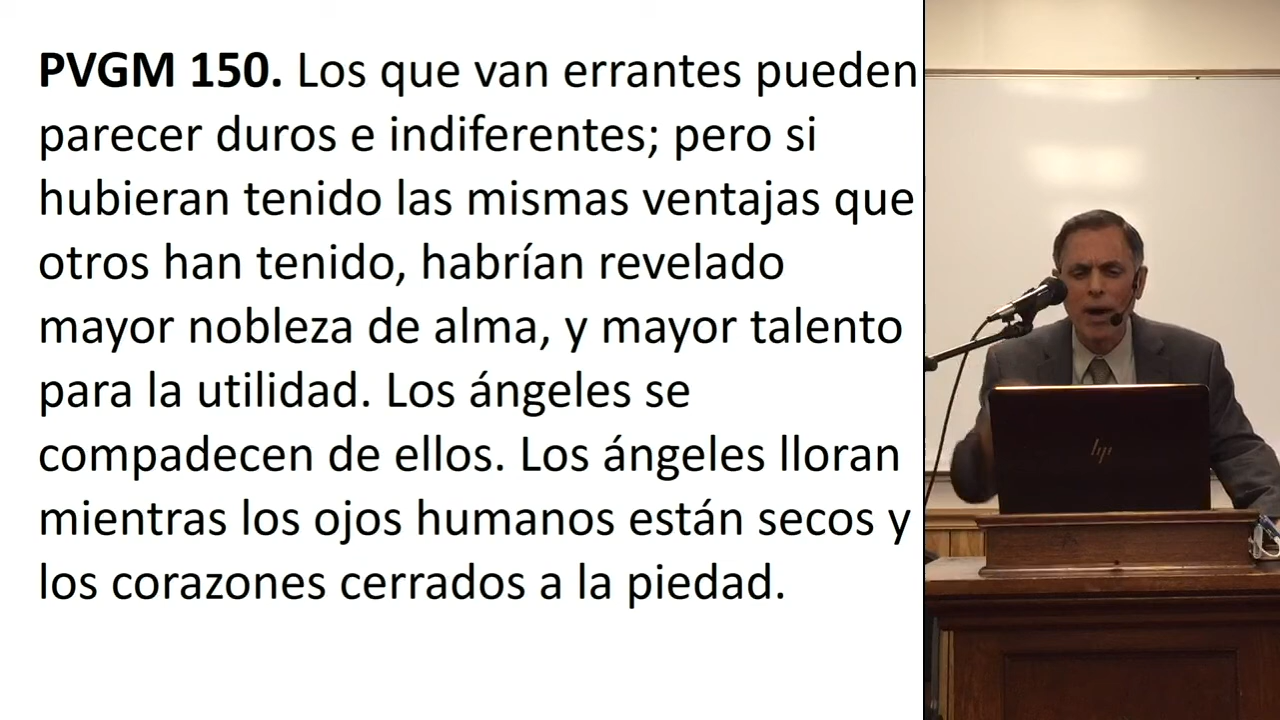 PVGM 150. Los que van errantes pueden
parecer duros e indiferentes; pero si
hubieran tenido las mismas ventajas que
otros han tenido, habrían revelado
mayor nobleza de alma, y mayor talento
para la utilidad. Los ángeles se
compadecen de ellos. Los ángeles lloran
mientras los ojos humanos están secos y
los corazones cerrados a la piedad.
hp